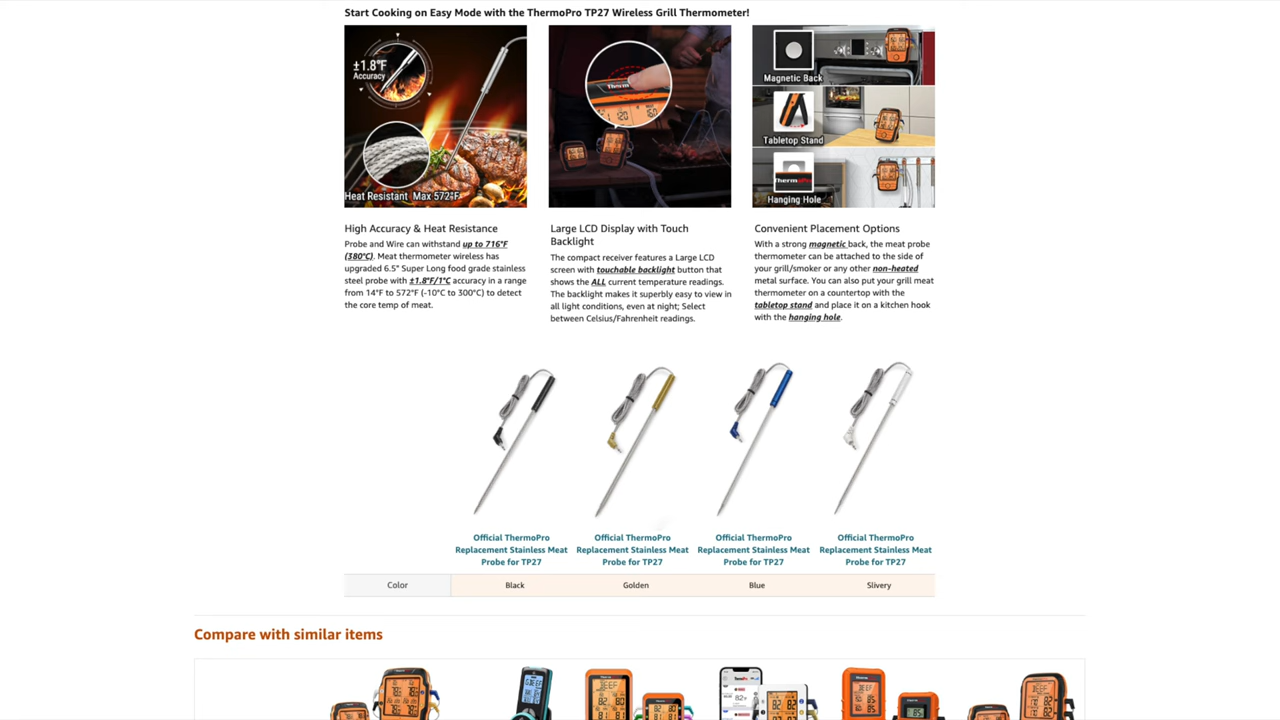 Start Cooking on Easy Mode with the ThermoPro TP27 Wireless Grill Thermometer!
±1.8°F
Accuracy
Heat Resistant Max 572°F
Thermo
120
160
Magnetic Back
Tabletop Stand
ThermoPro
Hanging Hole
High Accuracy & Heat Resistance
Probe and Wire can withstand up to 716°F
(380°C). Meat thermometer wireless has
upgraded 6.5" Super Long food grade stainless
steel probe with ±1.8°F/1°C accuracy in a range
from 14°F to 572°F (-10°C to 300°C) to detect
the core temp of meat.
Large LCD Display with Touch
Backlight
The compact receiver features a Large LCD
screen with touchable backlight button that
shows the ALL current temperature readings.
The backlight makes it superbly easy to view in
all light conditions, even at night; Select
between Celsius/Fahrenheit readings.
Convenient Placement Options
With a strong magnetic back, the meat probe
thermometer can be attached to the side of
your grill/smoker or any other non-heated
metal surface. You can also put your grill meat
thermometer on a countertop with the
tabletop stand and place it on a kitchen hook
with the hanging hole.
Official ThermoPro
Replacement Stainless Meat
Probe for TP27
Official ThermoPro
Replacement Stainless Meat
Probe for TP27
Official ThermoPro
Replacement Stainless Meat
Probe for TP27
Official ThermoPro
Replacement Stainless Meat
Probe for TP27
Color Black Golden Blue Slivery
Compare with similar items